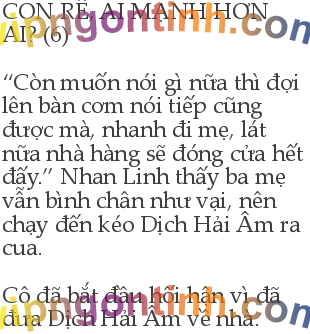 CON RỂ, AI MẠNH HƠN
AI? (6)
“Còn muốn nói gì nữa thì đợi
lên bàn cơm nói tiếp cũng
được mà, nhanh đi mẹ, lát
nữa nhà hàng sẽ đóng cửa hết
đấy.” Nhan Linh thấy ba mẹ
vẫn bình chân như vại, nên
chạy đến kéo Dịch Hải Âm ra
cua.
Cô đã bắt đầu hối hận vì đã
đưa Dịch Hải Âm về nhà.
vipngontinh.com
vipngontinh.com